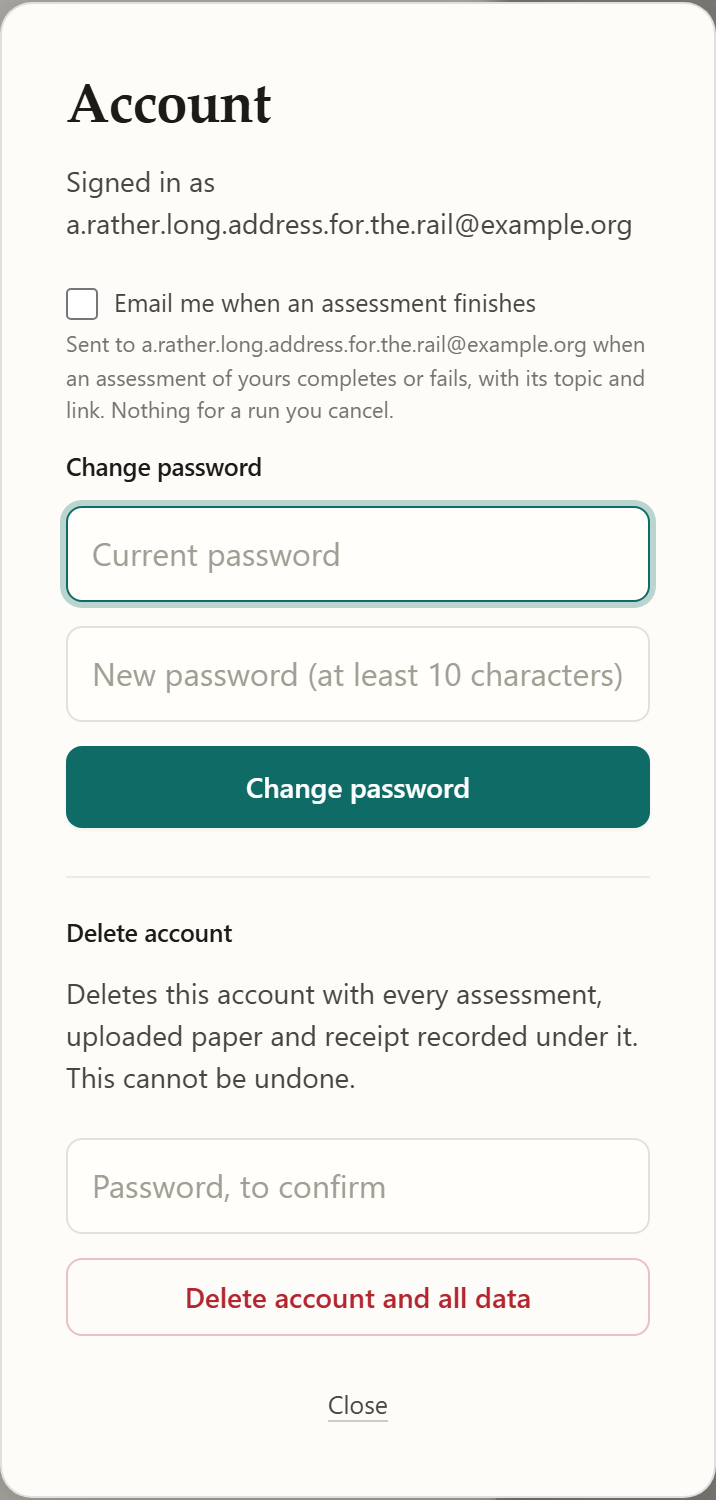 Account
Signed in as
a.rather.long.address.for.the.rail@example.org
Email me when an assessment finishes
Sent to a.rather.long.address.for.the.rail@example.org when
an assessment of yours completes or fails, with its topic and
link. Nothing for a run you cancel.
Change password
Current password
New password (at least 10 characters)
Change password
Delete account
Deletes this account with every assessment,
uploaded paper and receipt recorded under it.
This cannot be undone.
Password, to confirm
Delete account and all data
Close